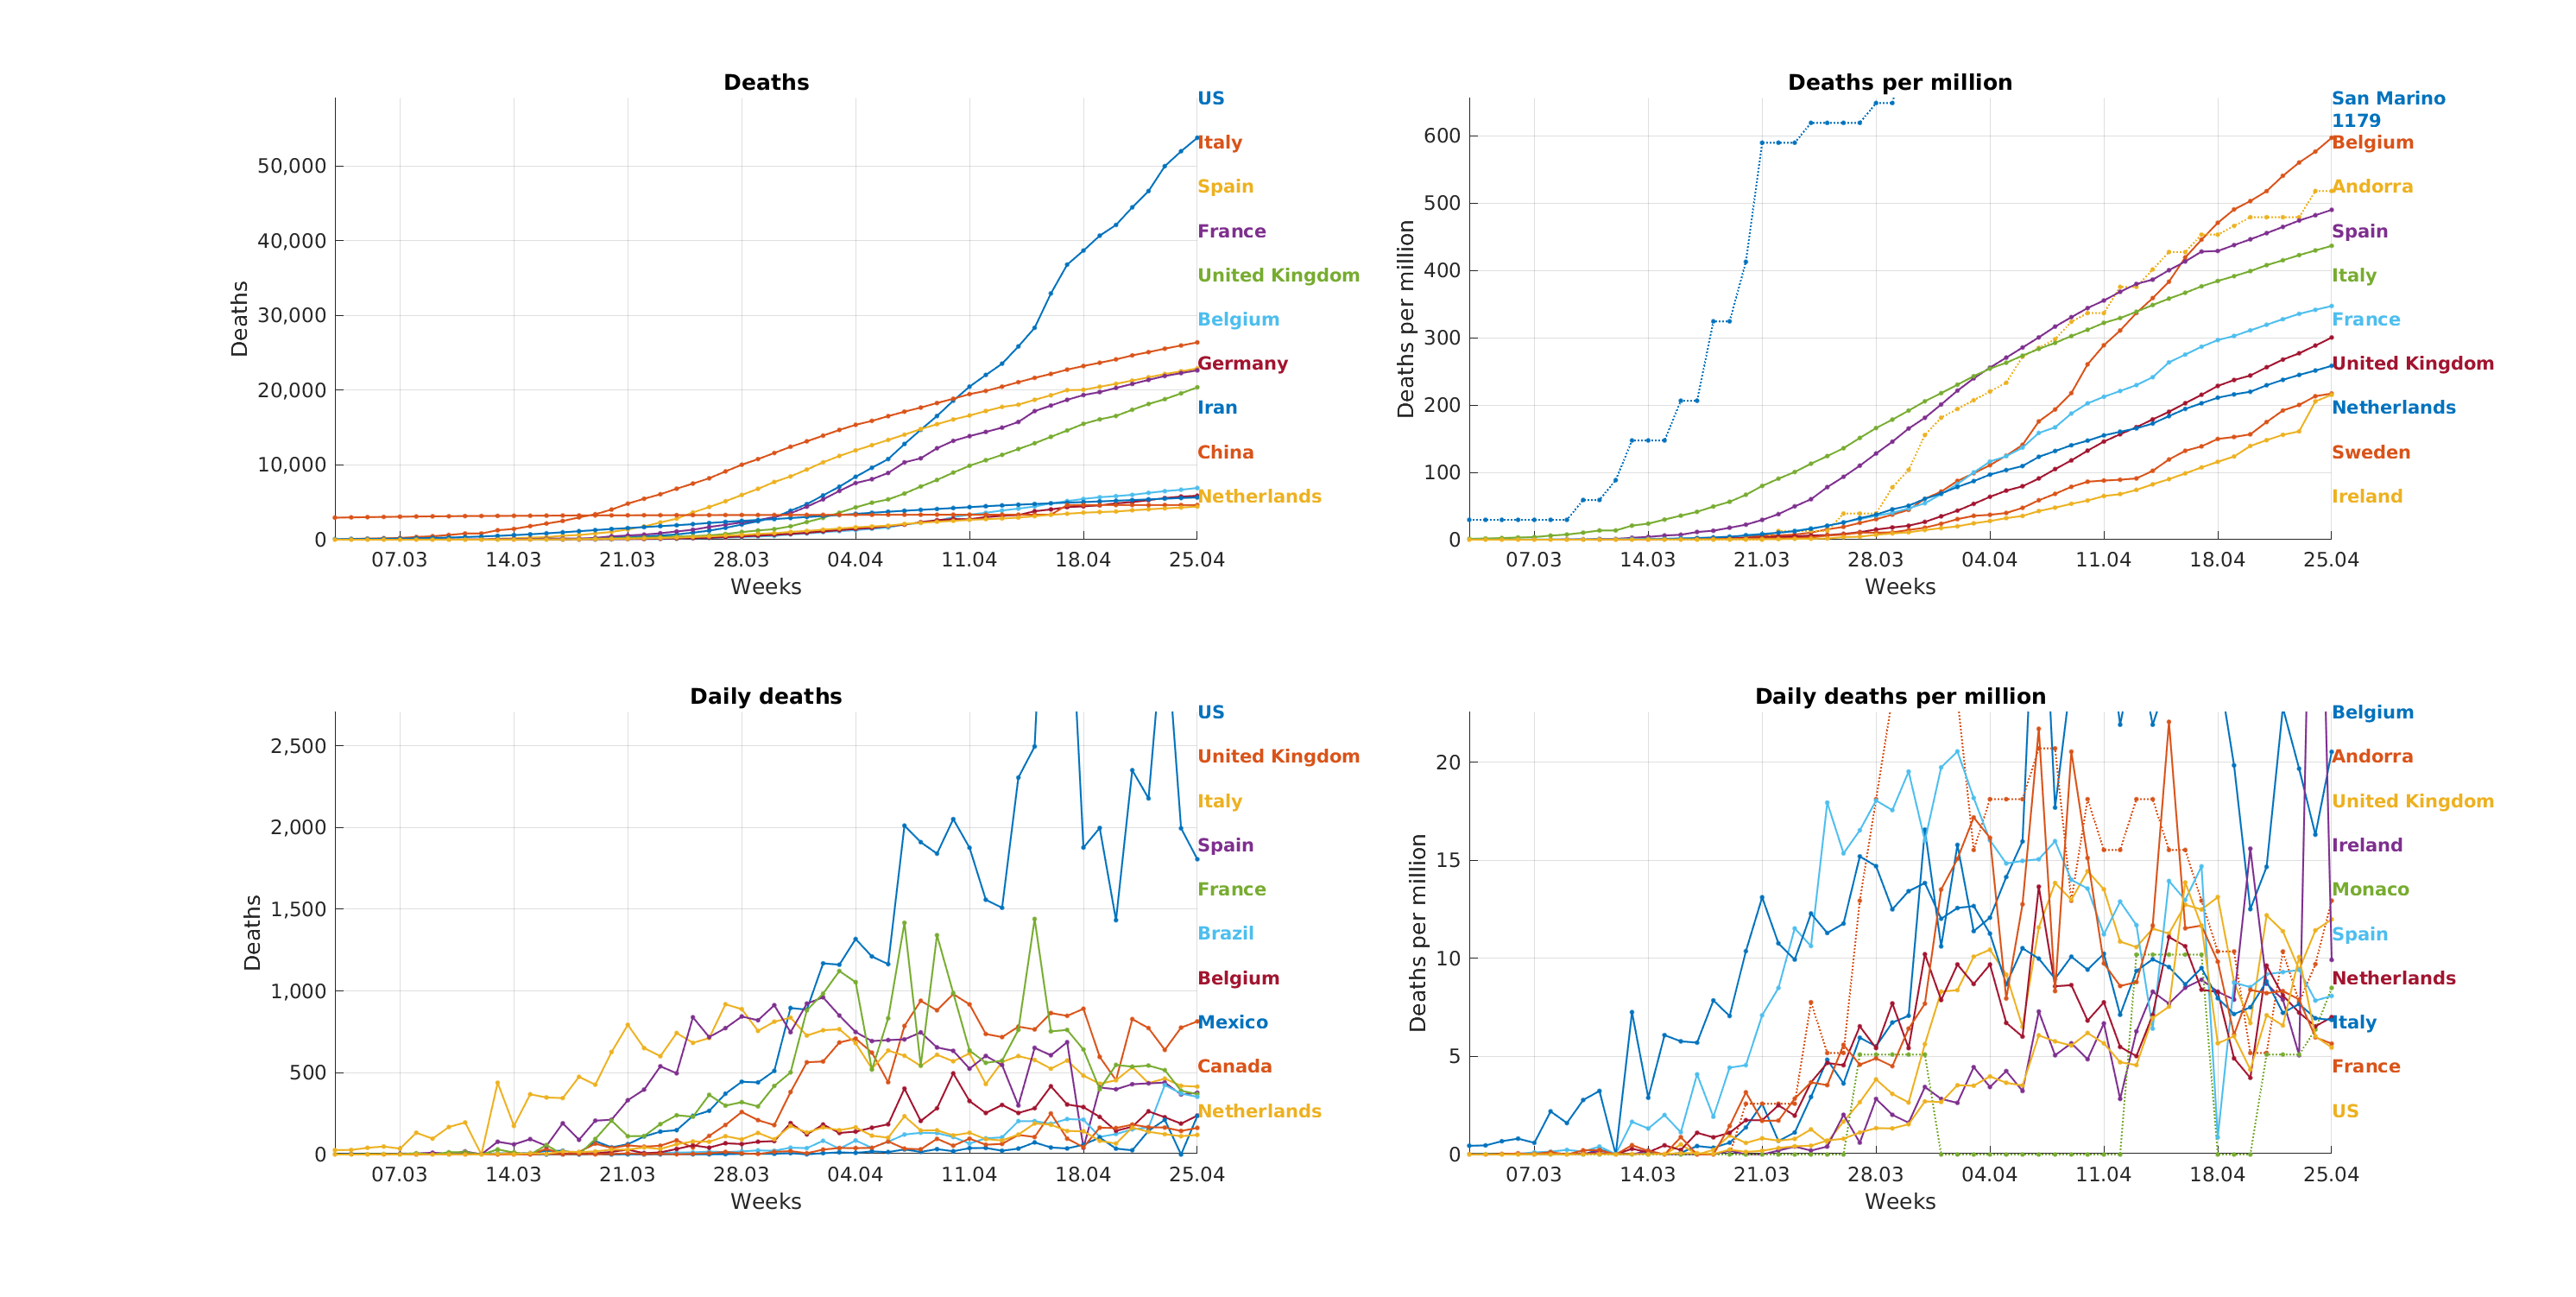 Deaths
50,000
40,000
30,000
20,000
10,000
0
Deaths
07.03 14.03 21.03 28.03 04.04 11.04 18.04 25.04
Weeks
US
Italy
Spain
France
United Kingdom
Belgium
Germany
Iran
China
Netherlands
Deaths per million
600
500
400
300
200
100
0
Deaths per million
07.03 14.03 21.03 28.03 04.04 11.04 18.04 25.04
Weeks
San Marino
1179
Belgium
Andorra
Spain
Italy
France
United Kingdom
Netherlands
Sweden
Ireland
Daily deaths
2,500
2,000
1,500
1,000
500
0
Deaths
07.03 14.03 21.03 28.03 04.04 11.04 18.04 25.04
Weeks
US
United Kingdom
Italy
Spain
France
Brazil
Belgium
Mexico
Canada
Netherlands
Daily deaths per million
20
15
10
5
0
Deaths per million
07.03 14.03 21.03 28.03 04.04 11.04 18.04 25.04
Weeks
Belgium
Andorra
United Kingdom
Ireland
Monaco
Spain
Netherlands
Italy
France
US